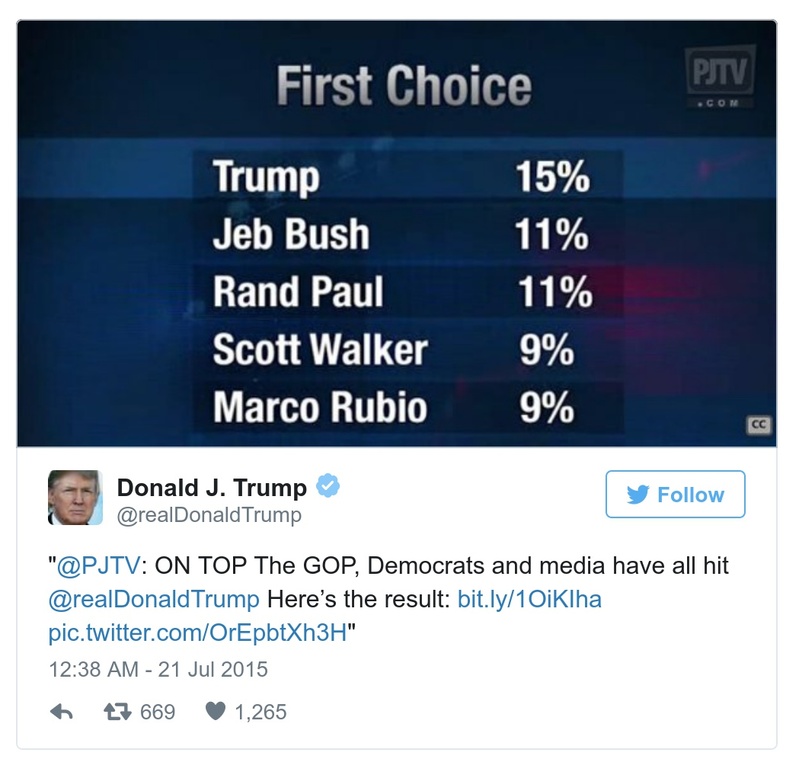 First Choice
PJTV
.COM
Trump 15%
Jeb Bush 11%
Rand Paul 11%
Scott Walker 9%
Marco Rubio 9%
CC
Donald J. Trump
@realDonaldTrump
Follow
"@PJTV: ON TOP The GOP, Democrats and media have all hit
@realDonaldTrump Here’s the result: bit.ly/1OiKIha
pic.twitter.com/OrEpbtXh3H"
12:38 AM - 21 Jul 2015
669 1,265